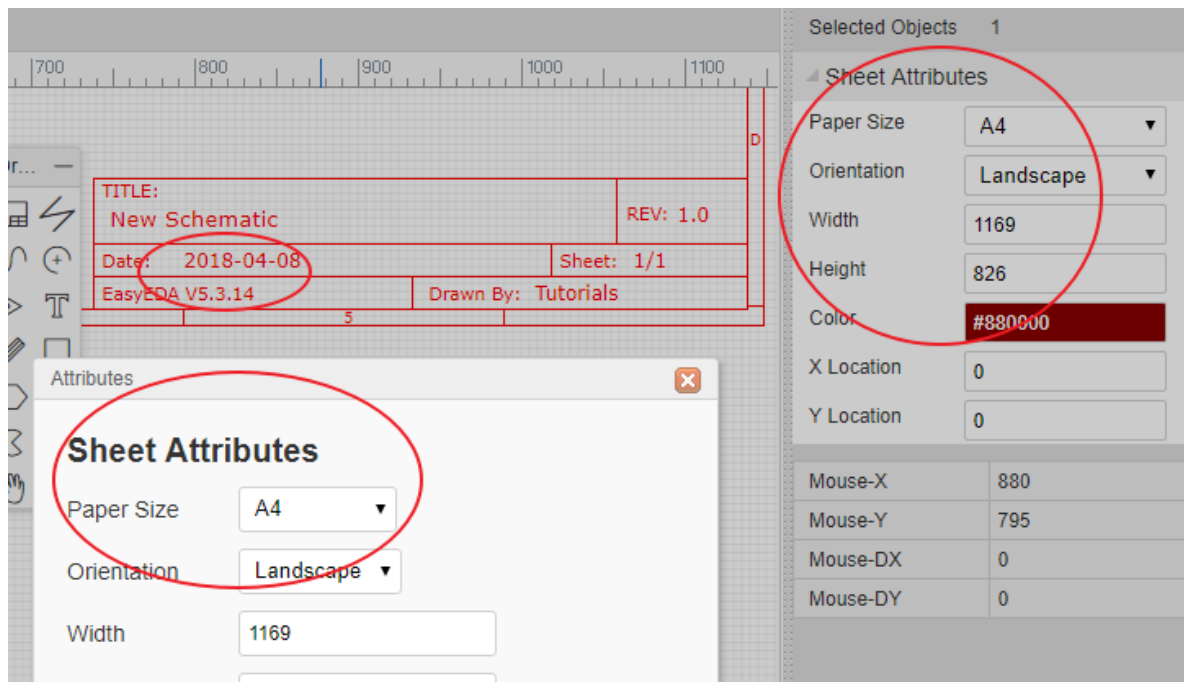 Selected Objects 1
700 800 900 1000 1100
Sheet Attributes
Paper Size A4
Orientation Landscape
Width 1169
Height 826
Color #880000
X Location 0
Y Location 0
Mouse-X 880
Mouse-Y 795
Mouse-DX 0
Mouse-DY 0
D
TITLE:
New Schematic
REV: 1.0
Date: 2018-04-08
Sheet: 1/1
EasyEDA V5.3.14
Drawn By: Tutorials
5
Attributes
Sheet Attributes
Paper Size A4
Orientation Landscape
Width 1169